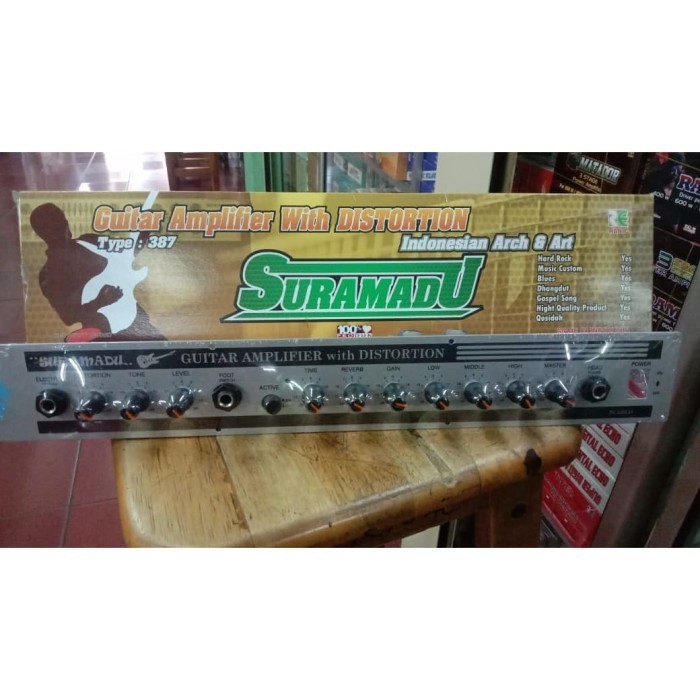 MATADOR
Guitar Amplifier With DISTORTION
Type : 387
Indonesian Arch & Art
SURAMADU
Hard Rock Yes
Music Custom Yes
Blues Yes
Dhangdut Yes
Gospel Song Yes
Hight Quality Product Yes
Qosidah Yes
100%
"SURAMADU..
GUITAR AMPLIFIER with DISTORTION
TONE
LEVEL
FOOT
ACTIVE
TIME
REVERB
GAIN
LOW
MIDDLE
HIGH
MASTER
POWER